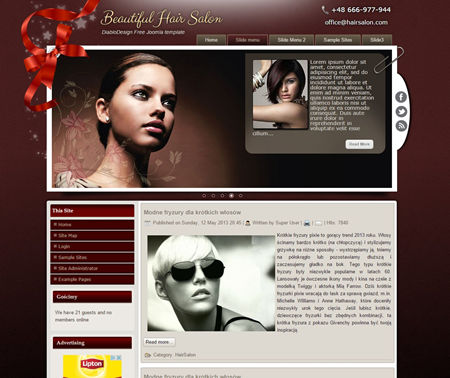 Beautiful Hair Salon
DiabloDesign Free Joomla template
+48 666-977-944
office@hairsalon.com
Home
Slide menu
Slide Menu 2
Sample Sites
Slide3
Lorem ipsum dolor sit
amet, consectetur
adipisicing elit, sed do
eiusmod tempor
incididunt ut labore et
dolore magna aliqua.
Ut enim ad minim veniam,
quis nostrud exercitation
ullamco laboris nisi ut
aliquip ex ea commodo
consequat. Duis aute
irure dolor in
reprehenderit in
voluptate velit esse
cillum...
Read More
This Site
Home
Site Map
Login
Sample Sites
Site Administrator
Example Pages
Gościmy
We have 21 guests and no
members online
Advertising
Lipton
Modne fryzury dla krótkich włosów
Published on Sunday, 12 May 2013 20:45 | Written by Super User | | | Hits: 7840
Krótkie fryzury pixie to gorący trend 2013 roku. Włosy
ścinamy bardzo krótko (na chłopczycę) i stylizujemy
grzywkę na różne sposoby - wystrzępiamy ją, tniemy
na półokrągło lub pozostawiamy dłuższą i
zaczesujemy gładko na bok. Tego typu krótkie
fryzury były niezwykle popularne w latach 60.
Lansowały je ówczesne ikony mody i kina na czele z
modelką Twiggy i aktorką Mią Farrow. Dziś krótkie
fryzurki pixie wracają do łask za sprawą gwiazd, m.in.
Michelle Williams i Anne Hathaway, które docenily
niezwykły urok tego cięcia. Jeśli lubisz krótkie,
dziewczęce fryzurki bez zbędnych kombinacji, ta
krótka fryzura z pokazu Givenchy powinna być twoją
inspiracją
Read more...
Category: HairSalon
Modne fryzury dla krótkich włosów